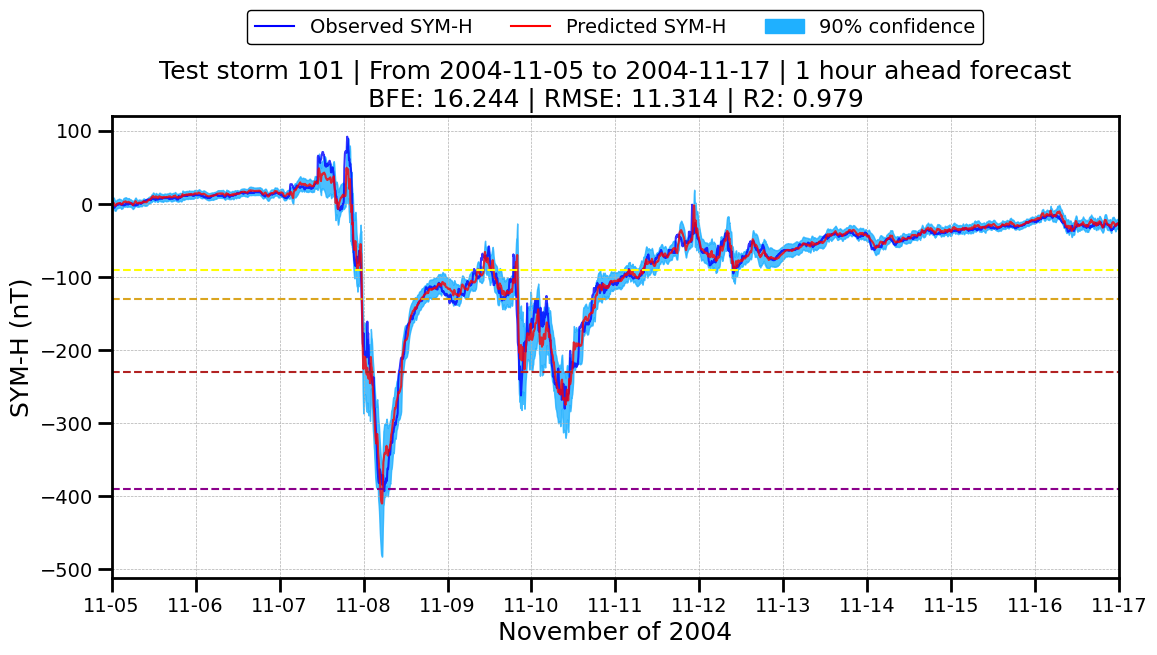 Observed SYM-H Predicted SYM-H 90% confidence
Test storm 101 | From 2004-11-05 to 2004-11-17 | 1 hour ahead forecast
BFE: 16.244 | RMSE: 11.314 | R2: 0.979
SYM-H (nT)
100
0
−100
−200
−300
−400
−500
11-05 11-06 11-07 11-08 11-09 11-10 11-11 11-12 11-13 11-14 11-15 11-16 11-17
November of 2004